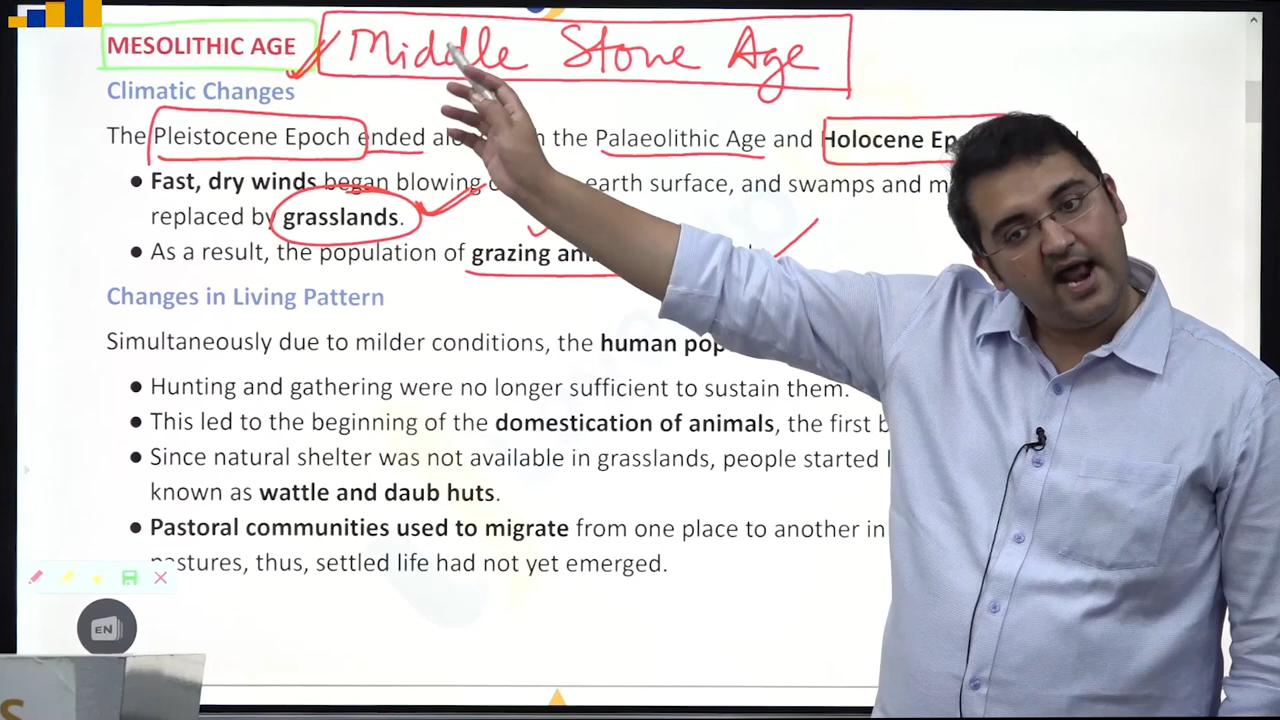 MESOLITHIC AGE Middle Stone Age
Climatic Changes
The Pleistocene Epoch ended the Palaeolithic Age and Holocene
● Fast, dry winds began blowing earth surface, and swamps and
replaced by grasslands.
● As a result, the population of grazing
Changes in Living Pattern
Simultaneously due to milder conditions, the human
● Hunting and gathering were no longer sufficient to sustain them.
● This led to the beginning of the domestication of animals, the first
● Since natural shelter was not available in grasslands, people started
known as wattle and daub huts.
● Pastoral communities used to migrate from one place to another in
pastures, thus, settled life had not yet emerged.
EN
S